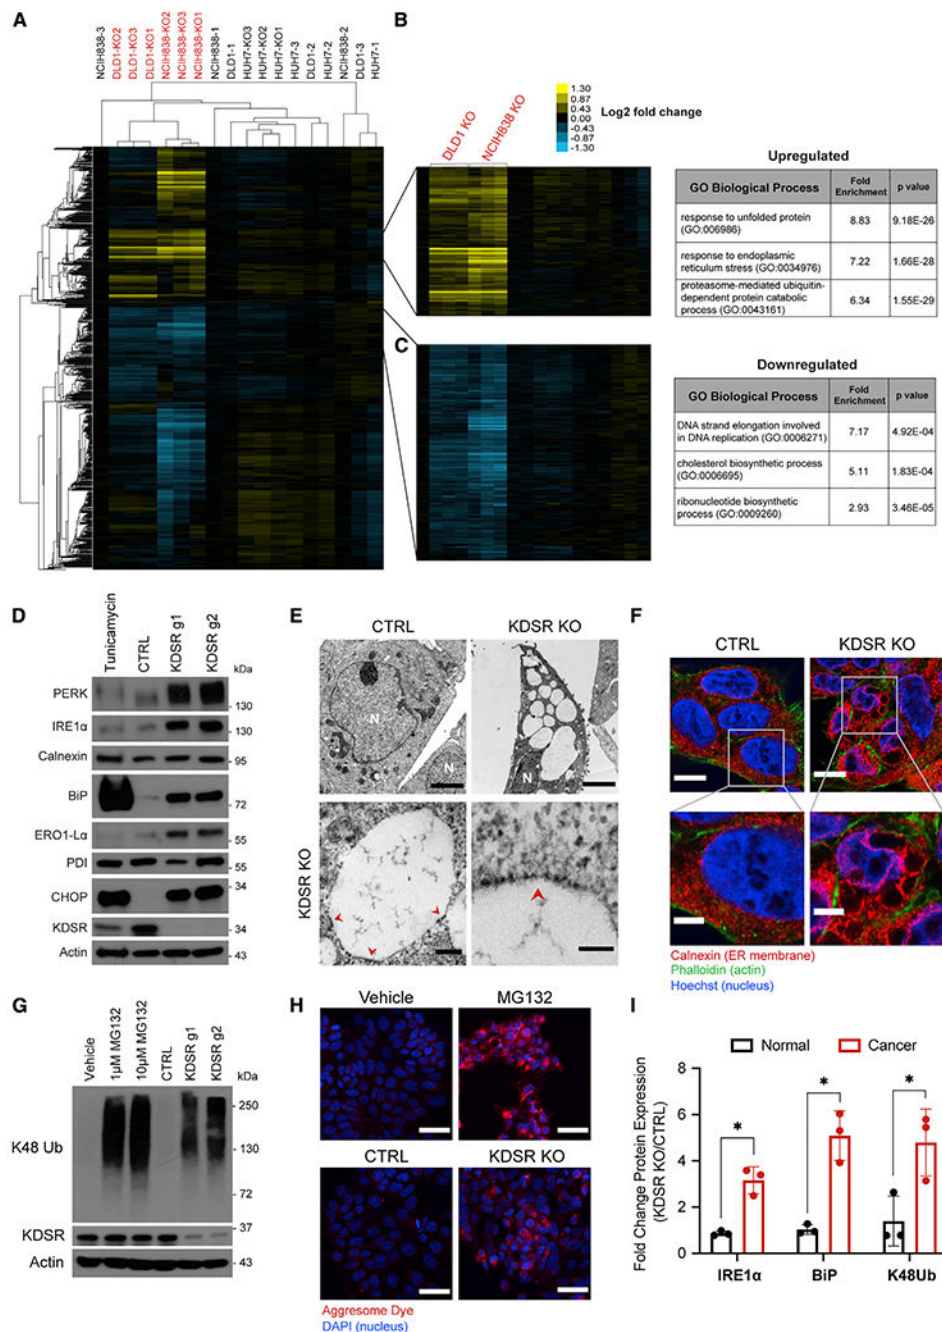 A
NCIH838-3
DLD1-KO2
DLD1-KO3
DLD1-KO1
NCIH838-KO2
NCIH838-KO3
NCIH838-KO1
NCIH838-1
DLD1-1
HUH7-KO3
HUH7-KO2
HUH7-KO1
HUH7-3
DLD1-2
HUH7-2
NCIH838-2
DLD1-3
HUH7-1
B
DLD1 KO
NCIH838 KO
1.30
0.87
0.43
0.00
-0.43
-0.87
-1.30
Log2 fold change
Upregulated
GO Biological Process Fold Enrichment p value
response to unfolded protein (GO:006986) 8.83 9.18E-26
response to endoplasmic reticulum stress (GO:0034976) 7.22 1.66E-28
proteasome-mediated ubiquitin-dependent protein catabolic process (GO:0043161) 6.34 1.55E-29
C
Downregulated
GO Biological Process Fold Enrichment p value
DNA strand elongation involved in DNA replication (GO:0006271) 7.17 4.92E-04
cholesterol biosynthetic process (GO:0006695) 5.11 1.83E-04
ribonucleotide biosynthetic process (GO:0009260) 2.93 3.46E-05
D
Tunicamycin
CTRL
KDSR g1
KDSR g2
kDa
PERK 130
IRE1α 130
Calnexin 95
BiP 72
ERO1-Lα 55
PDI 55
CHOP 34
26
KDSR 34
Actin 43
E
CTRL KDSR KO
N
N
N
KDSR KO
F
CTRL KDSR KO
Calnexin (ER membrane)
Phalloidin (actin)
Hoechst (nucleus)
G
Vehicle
1µM MG132
10µM MG132
CTRL
KDSR g1
KDSR g2
kDa
250
K48 Ub
130
72
37
KDSR
Actin 43
H
Vehicle MG132
CTRL KDSR KO
Aggresome Dye
DAPI (nucleus)
I
Normal Cancer
Fold Change Protein Expression
(KDSR KO/CTRL)
8
6
4
2
0
* * *
IRE1α BiP K48Ub